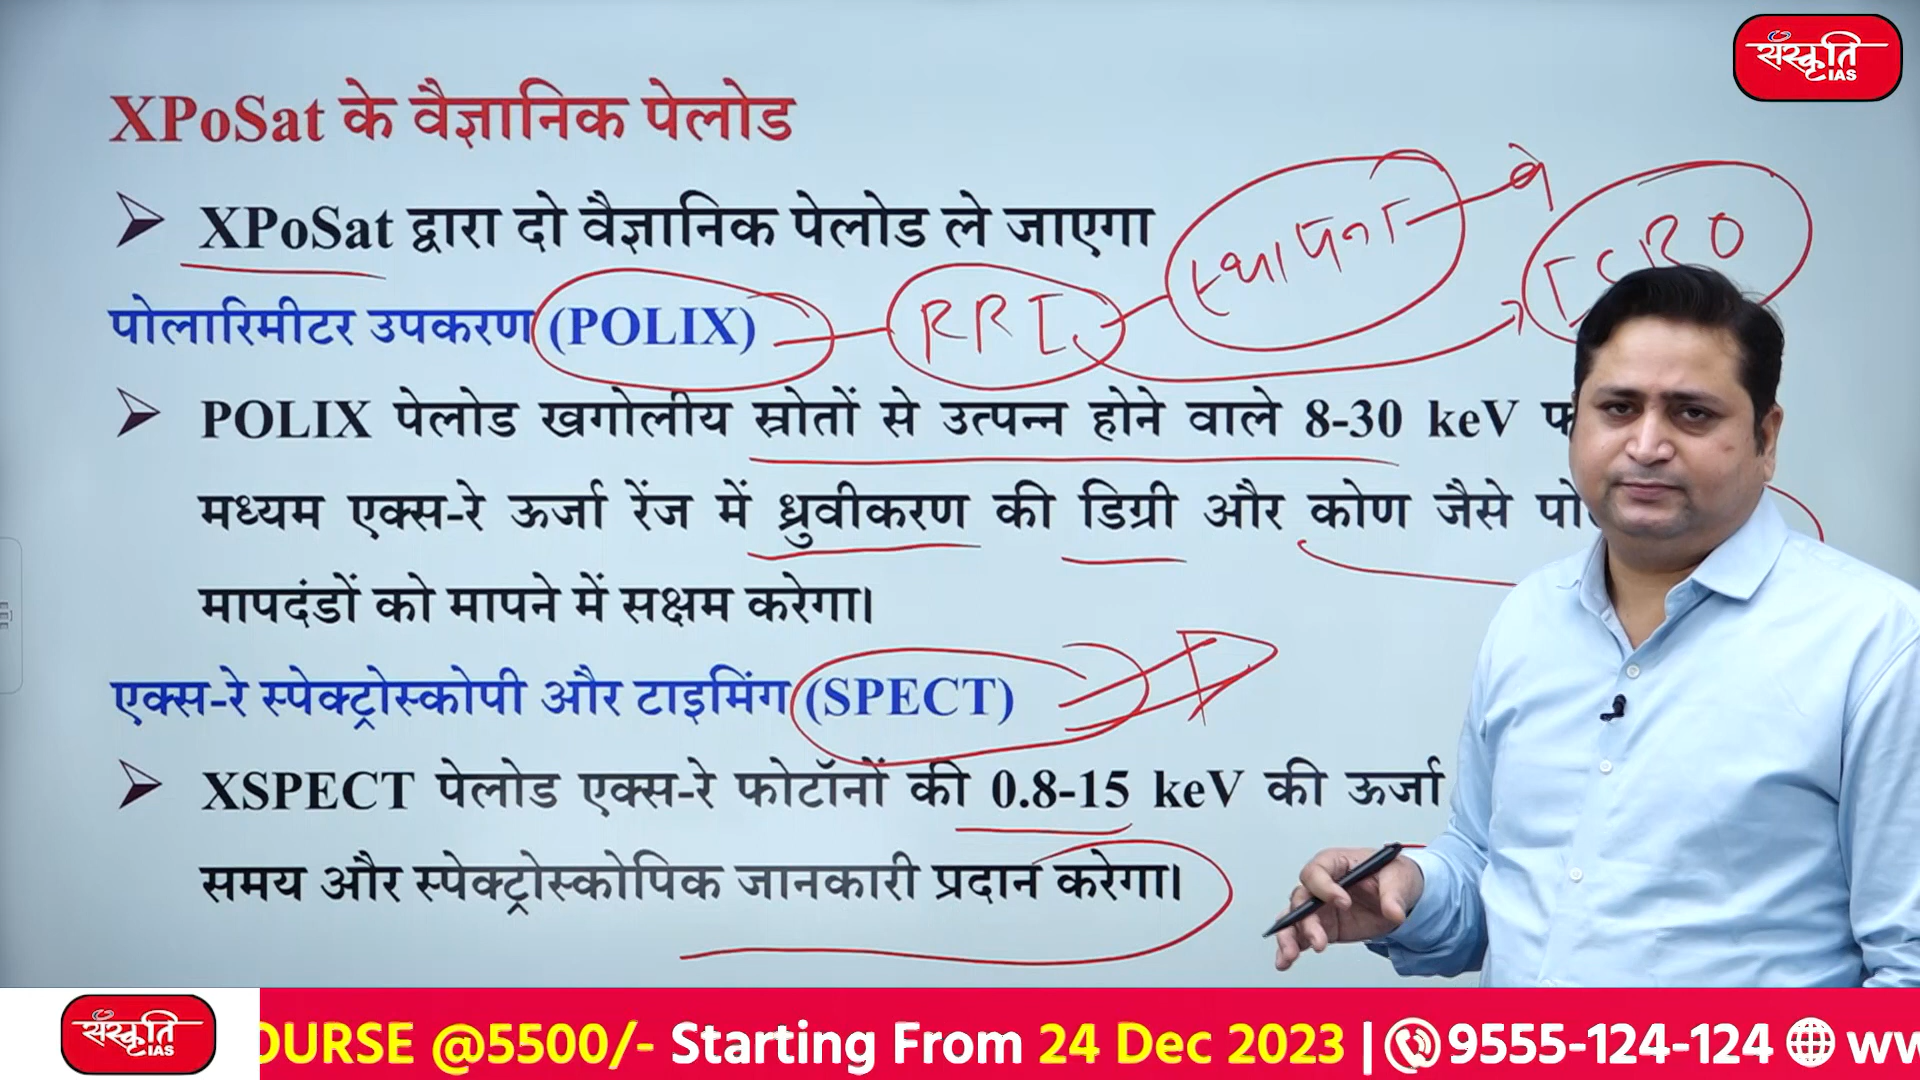 संस्कृति
IAS
XPoSat के वैज्ञानिक पेलोड
XPoSat द्वारा दो वैज्ञानिक पेलोड ले जाएगा
स्थापना
ISRO
पोलारिमीटर उपकरण (POLIX)
RRI
POLIX पेलोड खगोलीय स्रोतों से उत्पन्न होने वाले 8-30 keV
मध्यम एक्स-रे ऊर्जा रेंज में ध्रुवीकरण की डिग्री और कोण जैसे
मापदंडों को मापने में सक्षम करेगा।
एक्स-रे स्पेक्ट्रोस्कोपी और टाइमिंग (SPECT)
XSPECT पेलोड एक्स-रे फोटॉनों की 0.8-15 keV की ऊर्जा
समय और स्पेक्ट्रोस्कोपिक जानकारी प्रदान करेगा।
संस्कृति
IAS
OURSE @5500/- Starting From 24 Dec 2023 | 9555-124-124 ww